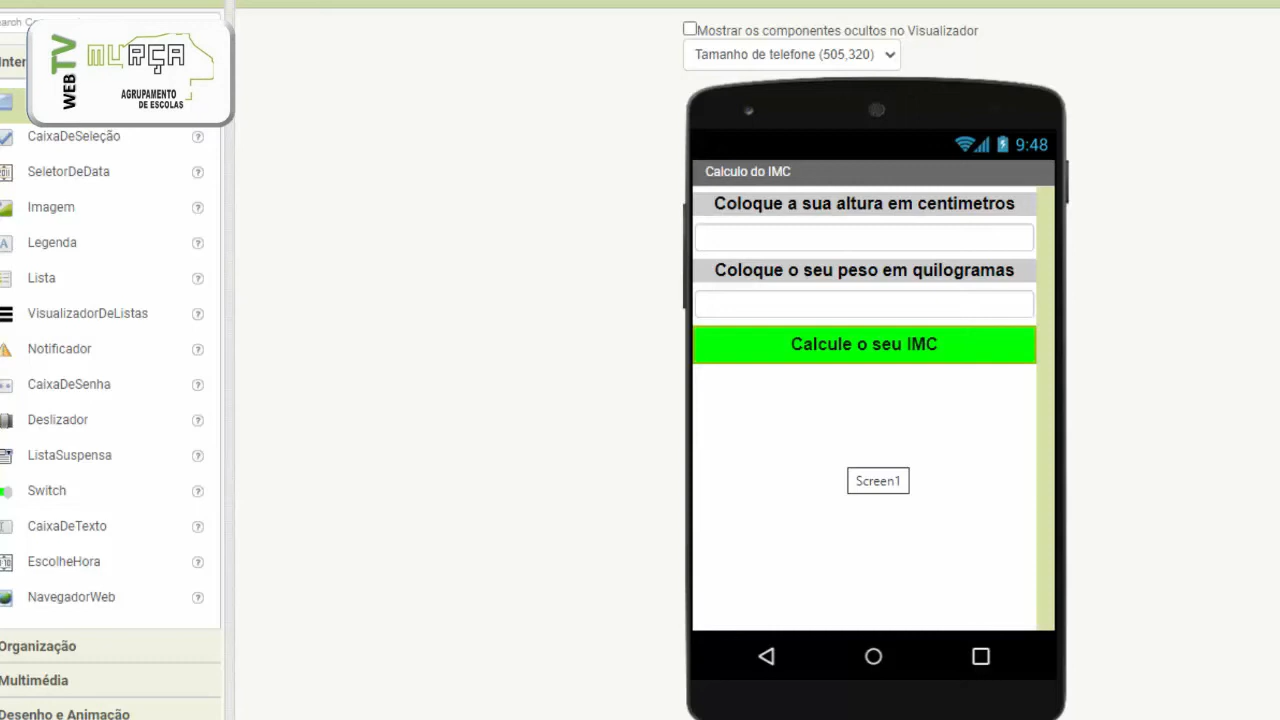 Mostrar os componentes ocultos no Visualizador
Tamanho de telefone (505,320)
WEB TV
MURÇA
AGRUPAMENTO
DE ESCOLAS
CaixaDeSeleção
SeletorDeData
Imagem
Legenda
Lista
VisualizadorDeListas
Notificador
CaixaDeSenha
Deslizador
ListaSuspensa
Switch
CaixaDeTexto
EscolheHora
NavegadorWeb
Organização
Multimédia
Desenho e Animação
9:48
Calculo do IMC
Coloque a sua altura em centimetros
Coloque o seu peso em quilogramas
Calcule o seu IMC
Screen1